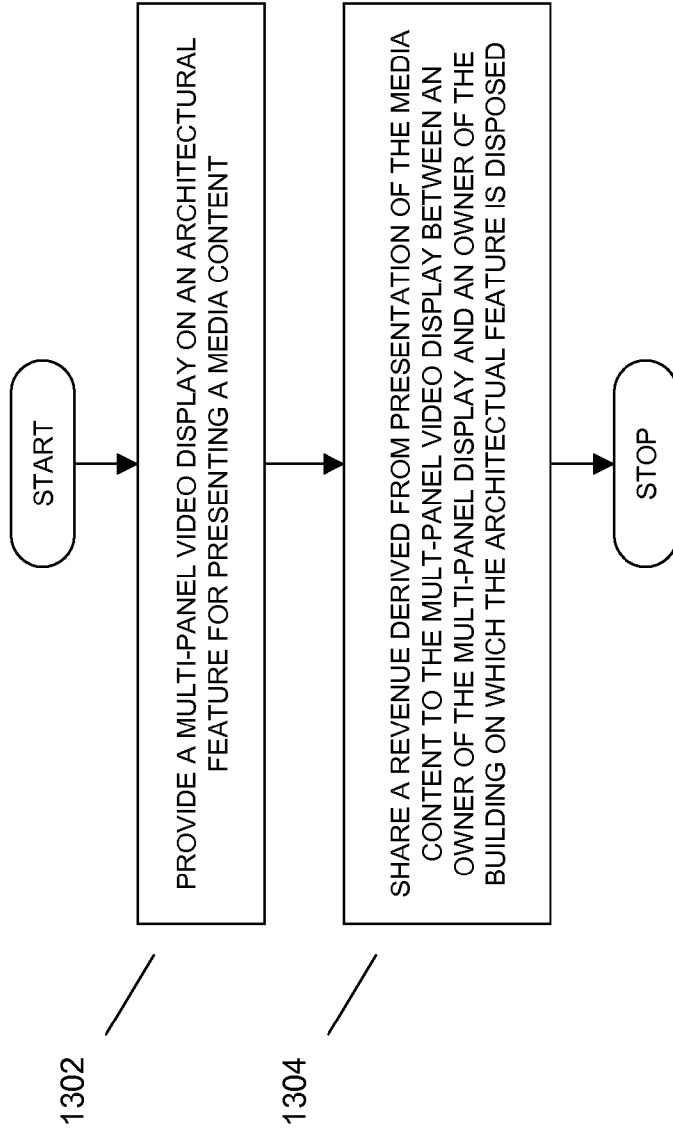 START
1302
PROVIDE A MULTI-PANEL VIDEO DISPLAY ON AN ARCHITECTURAL
FEATURE FOR PRESENTING A MEDIA CONTENT
1304
SHARE A REVENUE DERIVED FROM PRESENTATION OF THE MEDIA
CONTENT TO THE MULT-PANEL VIDEO DISPLAY BETWEEN AN
OWNER OF THE MULTI-PANEL DISPLAY AND AN OWNER OF THE
BUILDING ON WHICH THE ARCHITECTUAL FEATURE IS DISPOSED
STOP